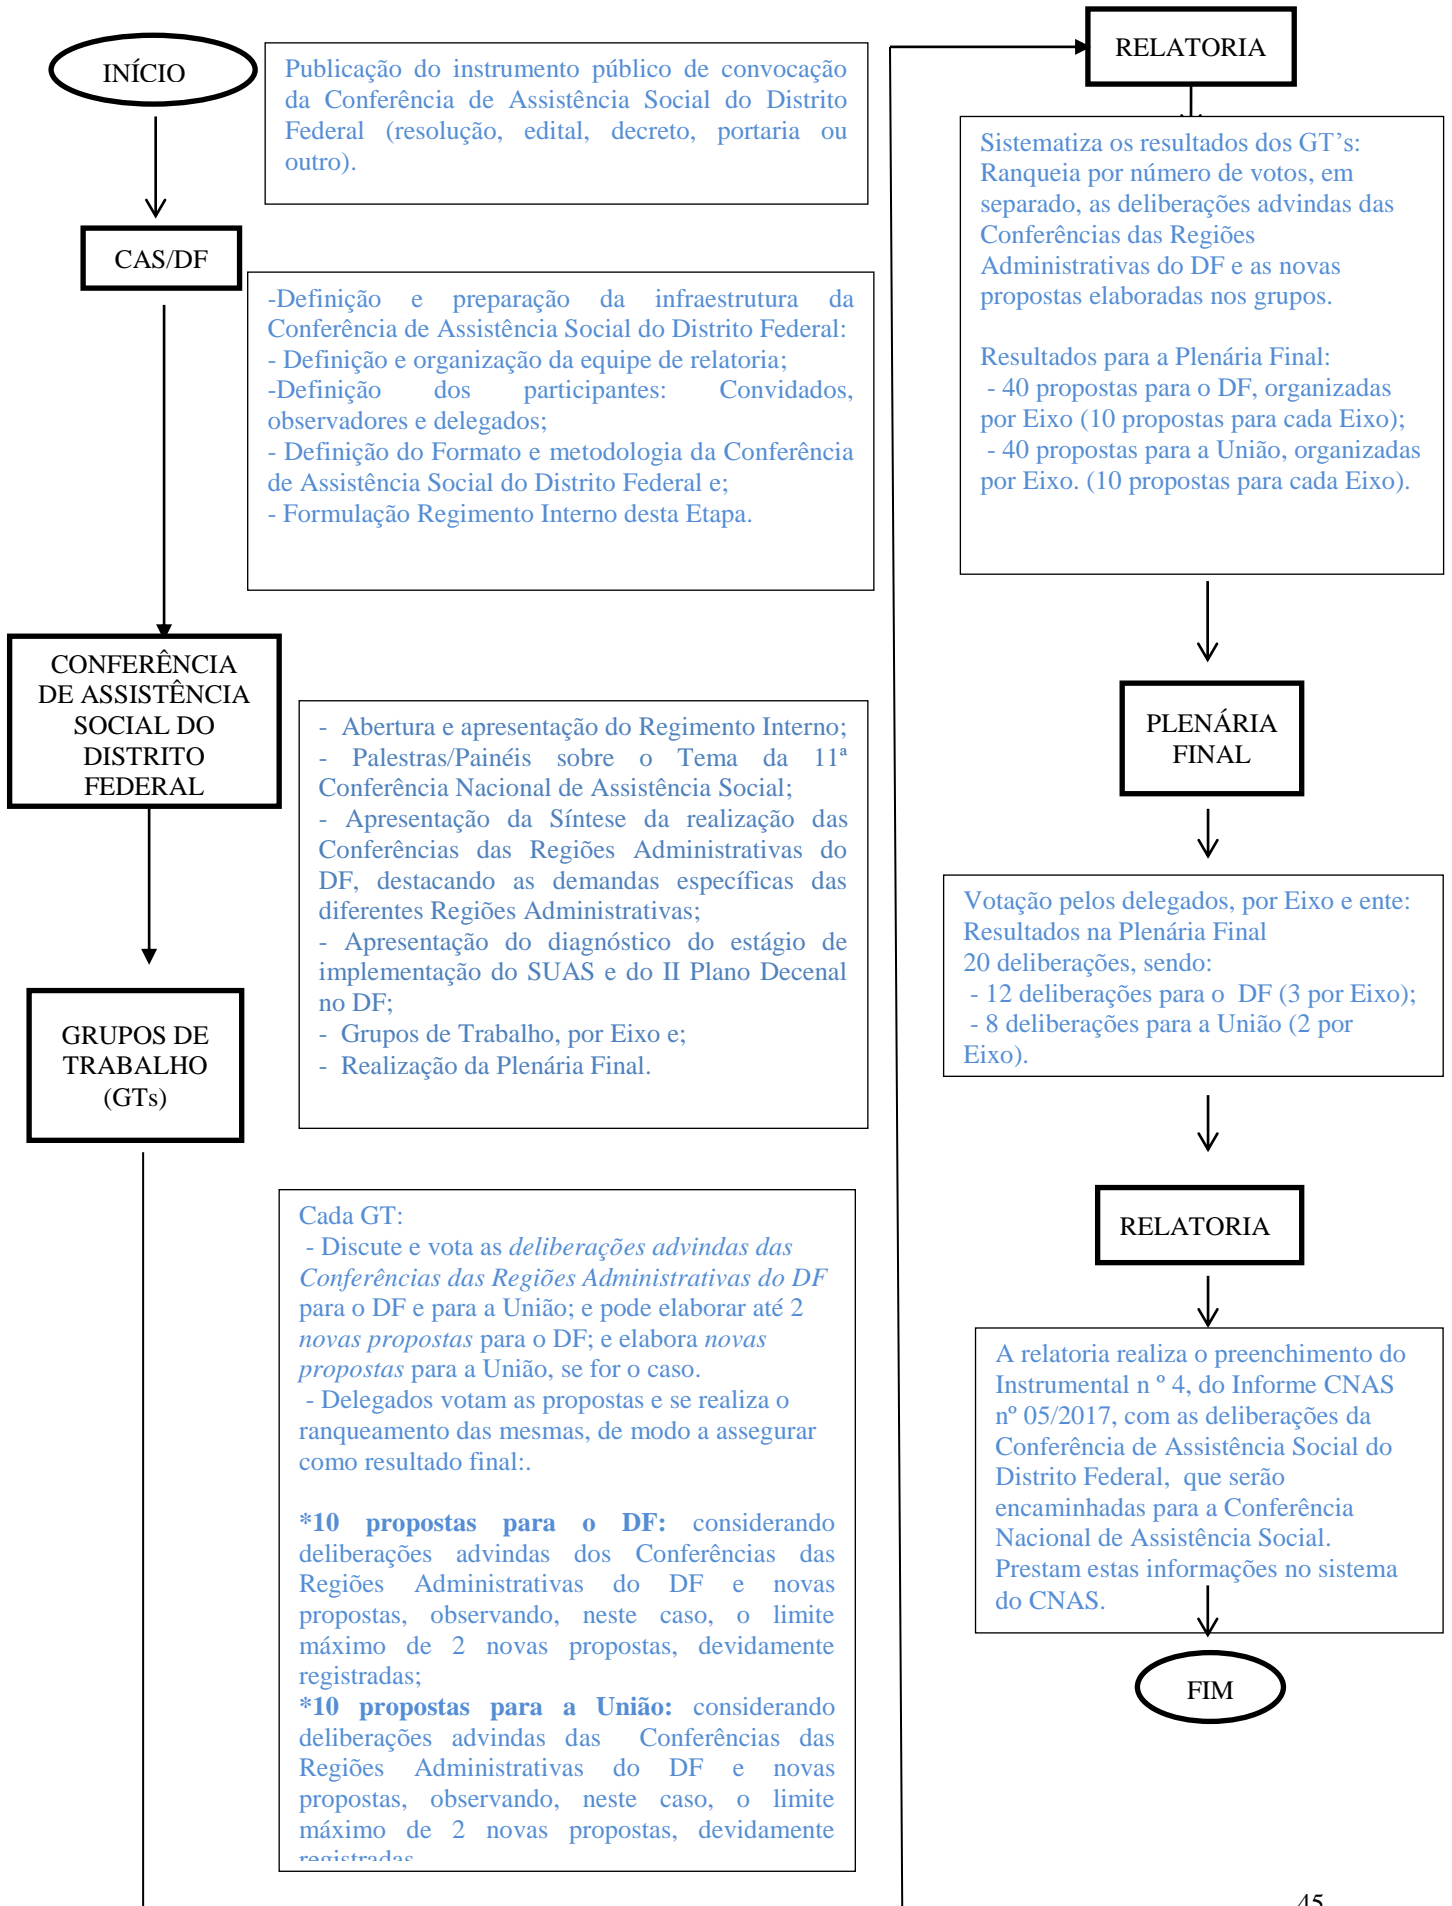 INÍCIO
Publicação do instrumento público de convocação
da Conferência de Assistência Social do Distrito
Federal (resolução, edital, decreto, portaria ou
outro).
CAS/DF
-Definição e preparação da infraestrutura da
Conferência de Assistência Social do Distrito Federal:
- Definição e organização da equipe de relatoria;
-Definição dos participantes: Convidados,
observadores e delegados;
- Definição do Formato e metodologia da Conferência
de Assistência Social do Distrito Federal e;
- Formulação Regimento Interno desta Etapa.
CONFERÊNCIA
DE ASSISTÊNCIA
SOCIAL DO
DISTRITO
FEDERAL
- Abertura e apresentação do Regimento Interno;
- Palestras/Painéis sobre o Tema da 11ª
Conferência Nacional de Assistência Social;
- Apresentação da Síntese da realização das
Conferências das Regiões Administrativas do
DF, destacando as demandas específicas das
diferentes Regiões Administrativas;
- Apresentação do diagnóstico do estágio de
implementação do SUAS e do II Plano Decenal
no DF;
- Grupos de Trabalho, por Eixo e;
- Realização da Plenária Final.
GRUPOS DE
TRABALHO
(GTs)
Cada GT:
- Discute e vota as deliberações advindas das
Conferências das Regiões Administrativas do DF
para o DF e para a União; e pode elaborar até 2
novas propostas para o DF; e elabora novas
propostas para a União, se for o caso.
- Delegados votam as propostas e se realiza o
ranqueamento das mesmas, de modo a assegurar
como resultado final:.
*10 propostas para o DF: considerando
deliberações advindas dos Conferências das
Regiões Administrativas do DF e novas
propostas, observando, neste caso, o limite
máximo de 2 novas propostas, devidamente
registradas;
*10 propostas para a União: considerando
deliberações advindas das Conferências das
Regiões Administrativas do DF e novas
propostas, observando, neste caso, o limite
máximo de 2 novas propostas, devidamente
registradas
RELATORIA
Sistematiza os resultados dos GT’s:
Ranqueia por número de votos, em
separado, as deliberações advindas das
Conferências das Regiões
Administrativas do DF e as novas
propostas elaboradas nos grupos.
Resultados para a Plenária Final:
- 40 propostas para o DF, organizadas
por Eixo (10 propostas para cada Eixo);
- 40 propostas para a União, organizadas
por Eixo. (10 propostas para cada Eixo).
PLENÁRIA
FINAL
Votação pelos delegados, por Eixo e ente:
Resultados na Plenária Final
20 deliberações, sendo:
- 12 deliberações para o DF (3 por Eixo);
- 8 deliberações para a União (2 por
Eixo).
RELATORIA
A relatoria realiza o preenchimento do
Instrumental n º 4, do Informe CNAS
nº 05/2017, com as deliberações da
Conferência de Assistência Social do
Distrito Federal, que serão
encaminhadas para a Conferência
Nacional de Assistência Social.
Prestam estas informações no sistema
do CNAS.
FIM
45